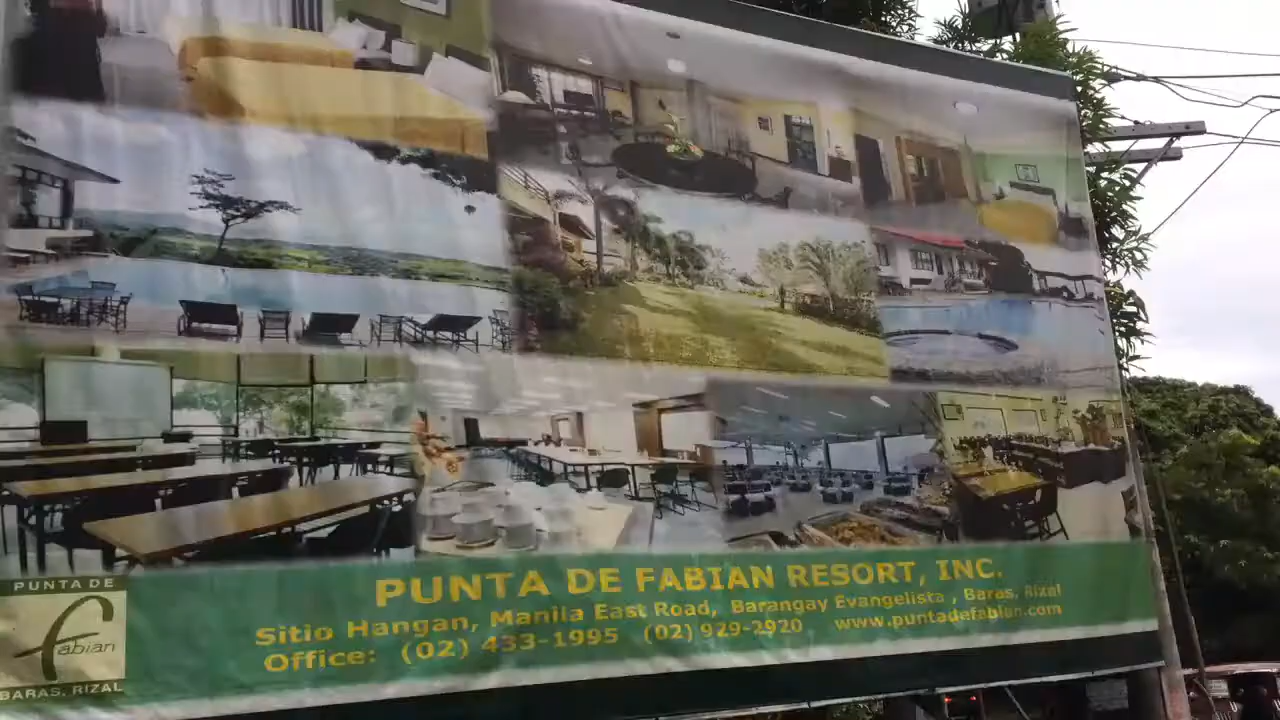 PUNTA DE FABIAN RESORT, INC.
Sitio Hangan, Manila East Road, Barangay Evangelista , Baras, Rizal
Office: (02) 433-1995 (02) 929-2920 www.puntadefabian.com
PUNTA DE
fabian
BARAS, RIZAL